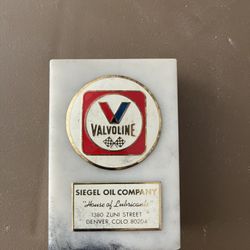 VALVOLINE
SIEGEL OIL COMPANY
"House of Lubricants"
1380 ZUNI STREET
DENVER, COLO 80204